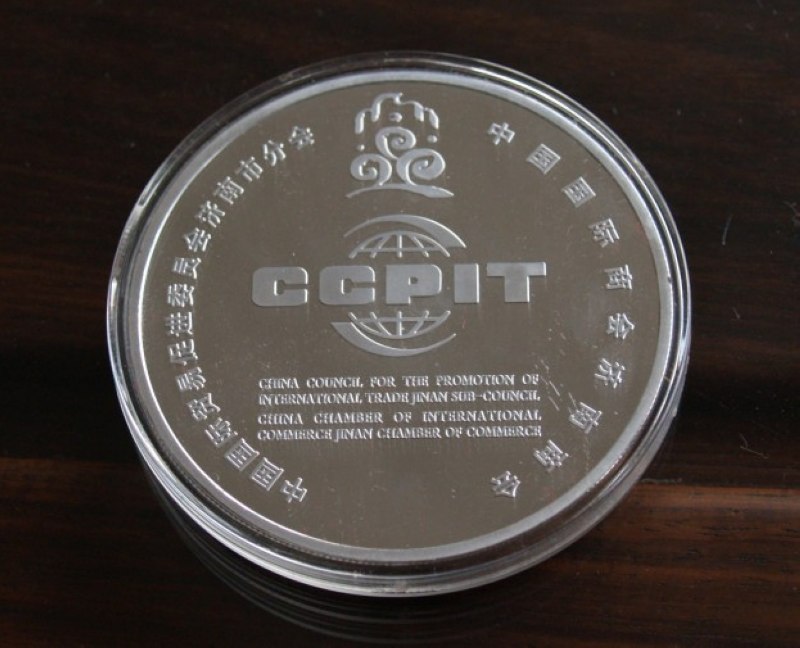 中国国际贸易促进委员会济南市分会
中国国际商会济南商会
CCPIT
CHINA COUNCIL FOR THE PROMOTION OF
INTERNATIONAL TRADE JINAN SUB-COUNCIL
CHINA CHAMBER OF INTERNATIONAL
COMMERCE JINAN CHAMBER OF COMMERCE